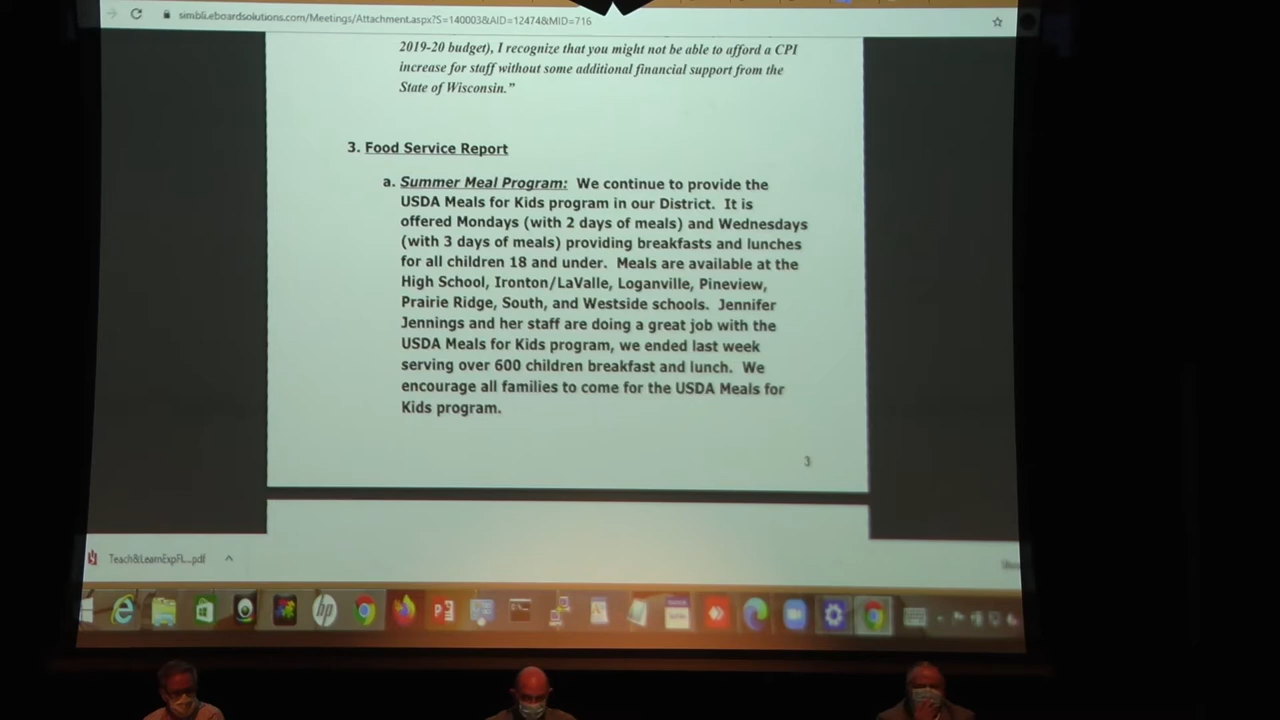 simbli.eboardsolutions.com/Meetings/Attachment.aspx?S=140003&AID=12474&MID=716
2019-20 budget), I recognize that you might not be able to afford a CPI
increase for staff without some additional financial support from the
State of Wisconsin.”
3. Food Service Report
a. Summer Meal Program: We continue to provide the
USDA Meals for Kids program in our District. It is
offered Mondays (with 2 days of meals) and Wednesdays
(with 3 days of meals) providing breakfasts and lunches
for all children 18 and under. Meals are available at the
High School, Ironton/LaValle, Loganville, Pineview,
Prairie Ridge, South, and Westside schools. Jennifer
Jennings and her staff are doing a great job with the
USDA Meals for Kids program, we ended last week
serving over 600 children breakfast and lunch. We
encourage all families to come for the USDA Meals for
Kids program.
3
Teach&LearnExpFl....pdf
hp